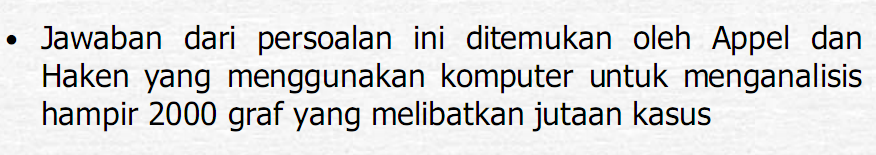 • Jawaban dari persoalan ini ditemukan oleh Appel dan
Haken yang menggunakan komputer untuk menganalisis
hampir 2000 graf yang melibatkan jutaan kasus